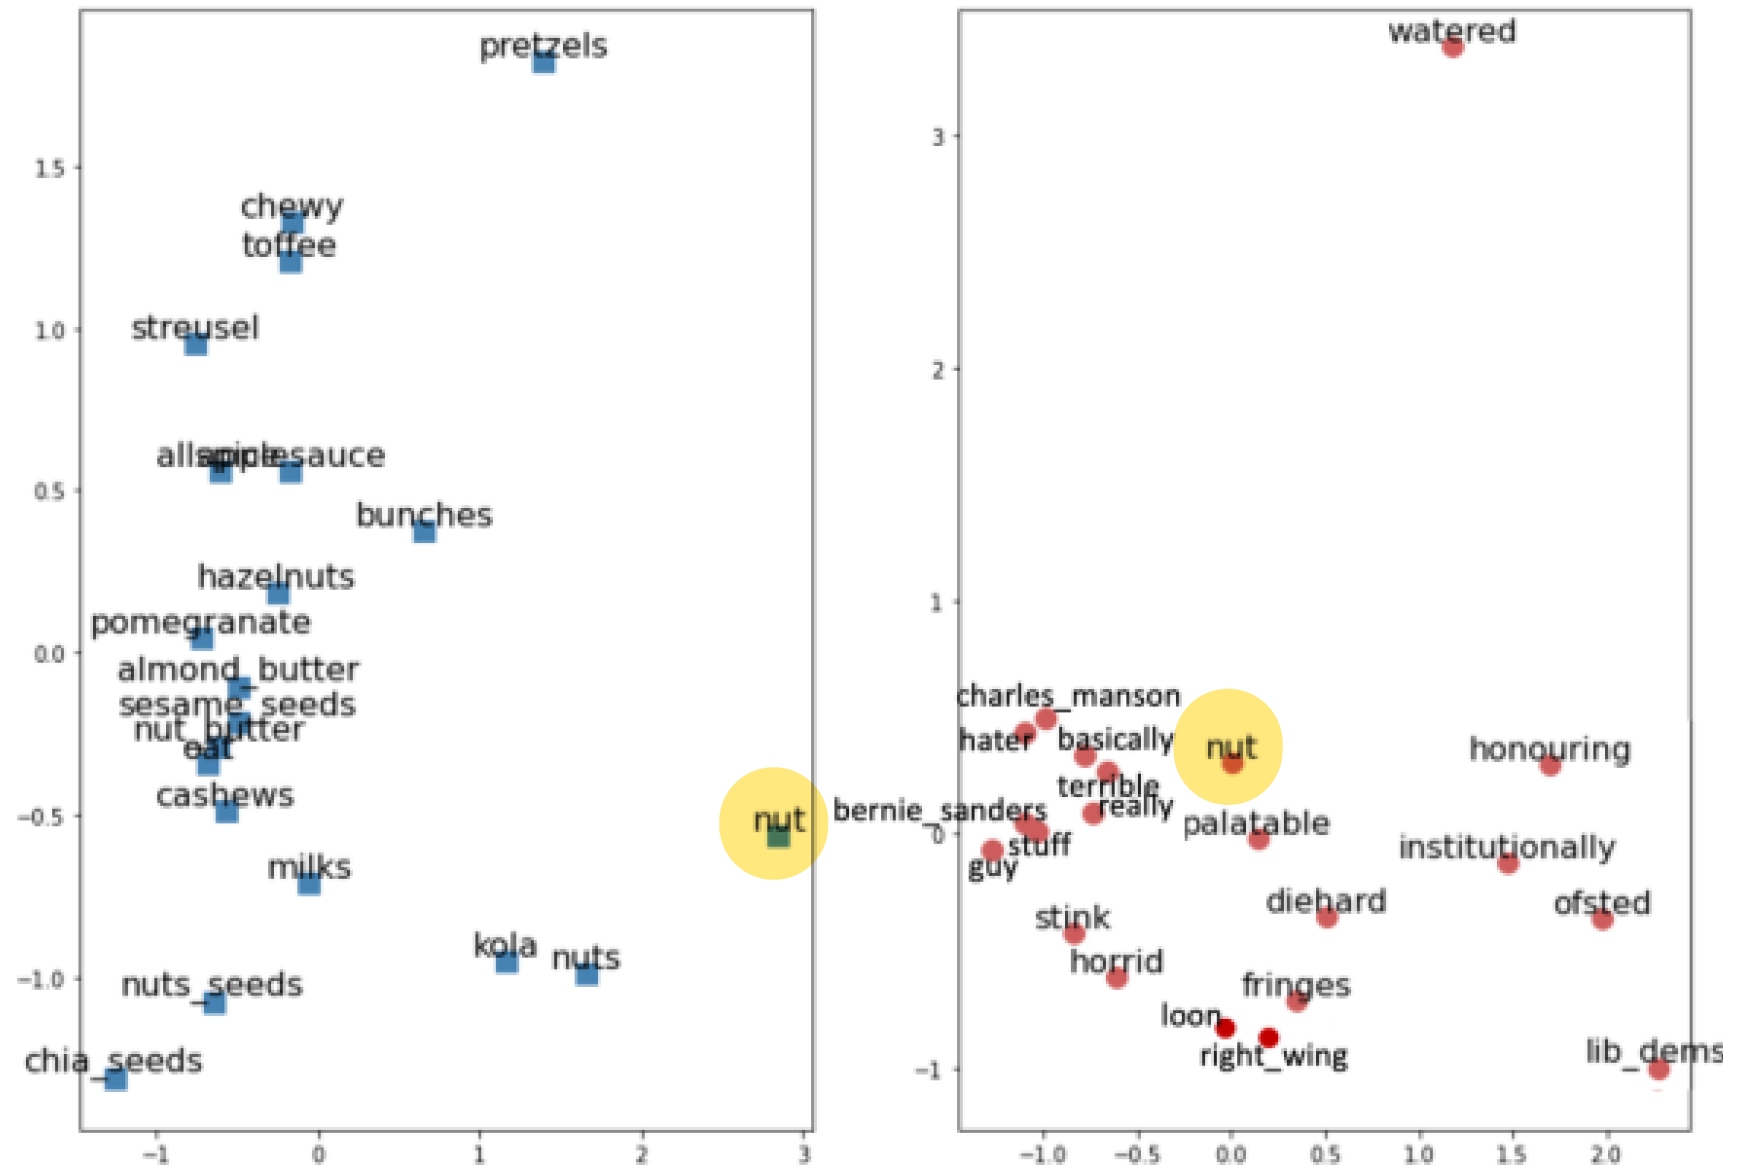 pretzels
1.5
chewy
toffee
1.0
streusel
allspice
applesauce
0.5
bunches
hazelnuts
pomegranate
0.0
almond_butter
sesame_seeds
nut_butter
eat
cashews
−0.5
nut
milks
kola
nuts
−1.0
nuts_seeds
chia_seeds
−1
0
1
2
3
watered
3
2
1
charles_manson
hater
basically
nut
honouring
terrible
really
bernie_sanders
0
palatable
stuff
institutionally
guy
diehard
ofsted
stink
horrid
fringes
loon
right_wing
lib_dems
−1
−1.0
−0.5
0.0
0.5
1.0
1.5
2.0